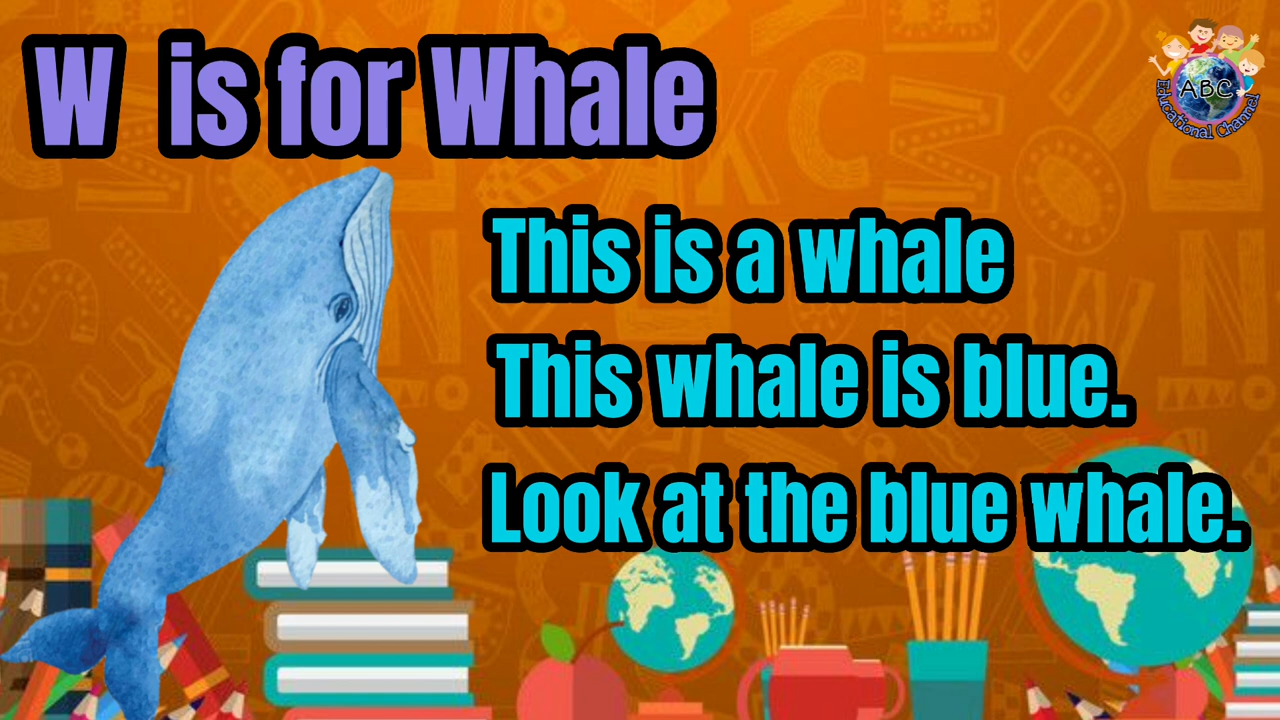 W is for Whale
ABC
Educational Channel
This is a whale
This whale is blue.
Look at the blue whale.